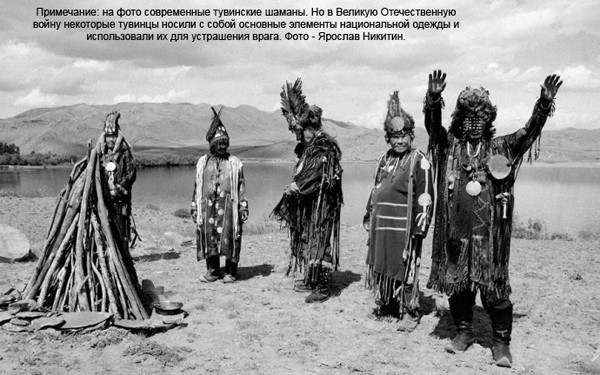 Примечание: на фото современные тувинские шаманы. Но в Великую Отечественную
войну некоторые тувинцы носили с собой основные элементы национальной одежды и
использовали их для устрашения врага. Фото - Ярослав Никитин.